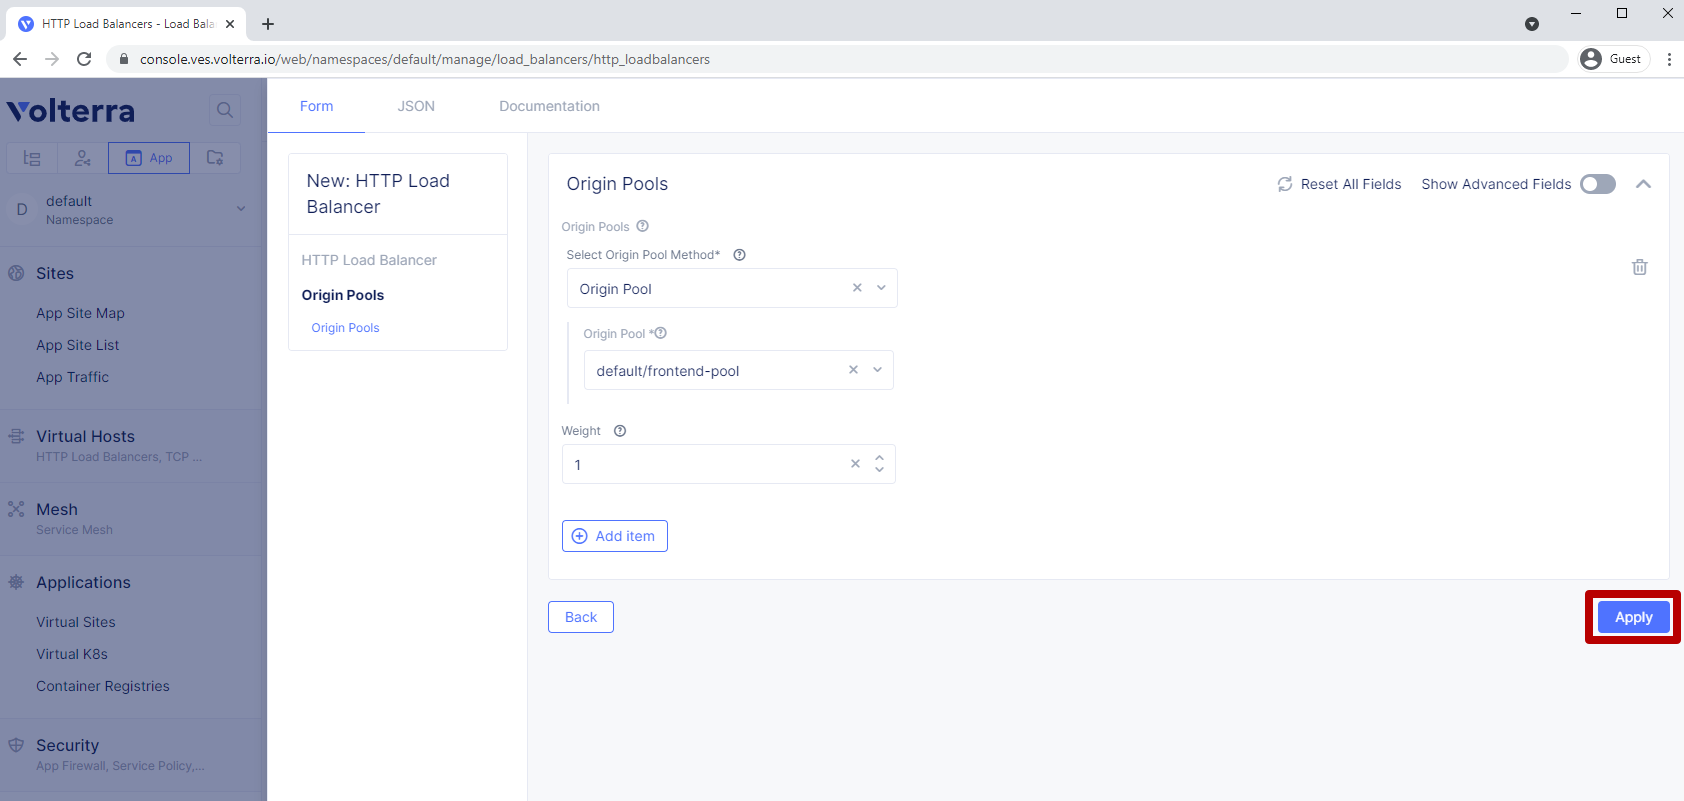 HTTP Load Balancers - Load Bala
console.ves.volterra.io/web/namespaces/default/manage/load_balancers/http_loadbalancers
Guest
Volterra
App
D
default
Namespace
Sites
App Site Map
App Site List
App Traffic
Virtual Hosts
HTTP Load Balancers, TCP ...
Mesh
Service Mesh
Applications
Virtual Sites
Virtual K8s
Container Registries
Security
App Firewall, Service Policy,...
Form
JSON
Documentation
New: HTTP Load
Balancer
HTTP Load Balancer
Origin Pools
Origin Pools
Origin Pools
Reset All Fields
Show Advanced Fields
Origin Pools
Select Origin Pool Method*
Origin Pool
Origin Pool *
default/frontend-pool
Weight
1
Add item
Back
Apply